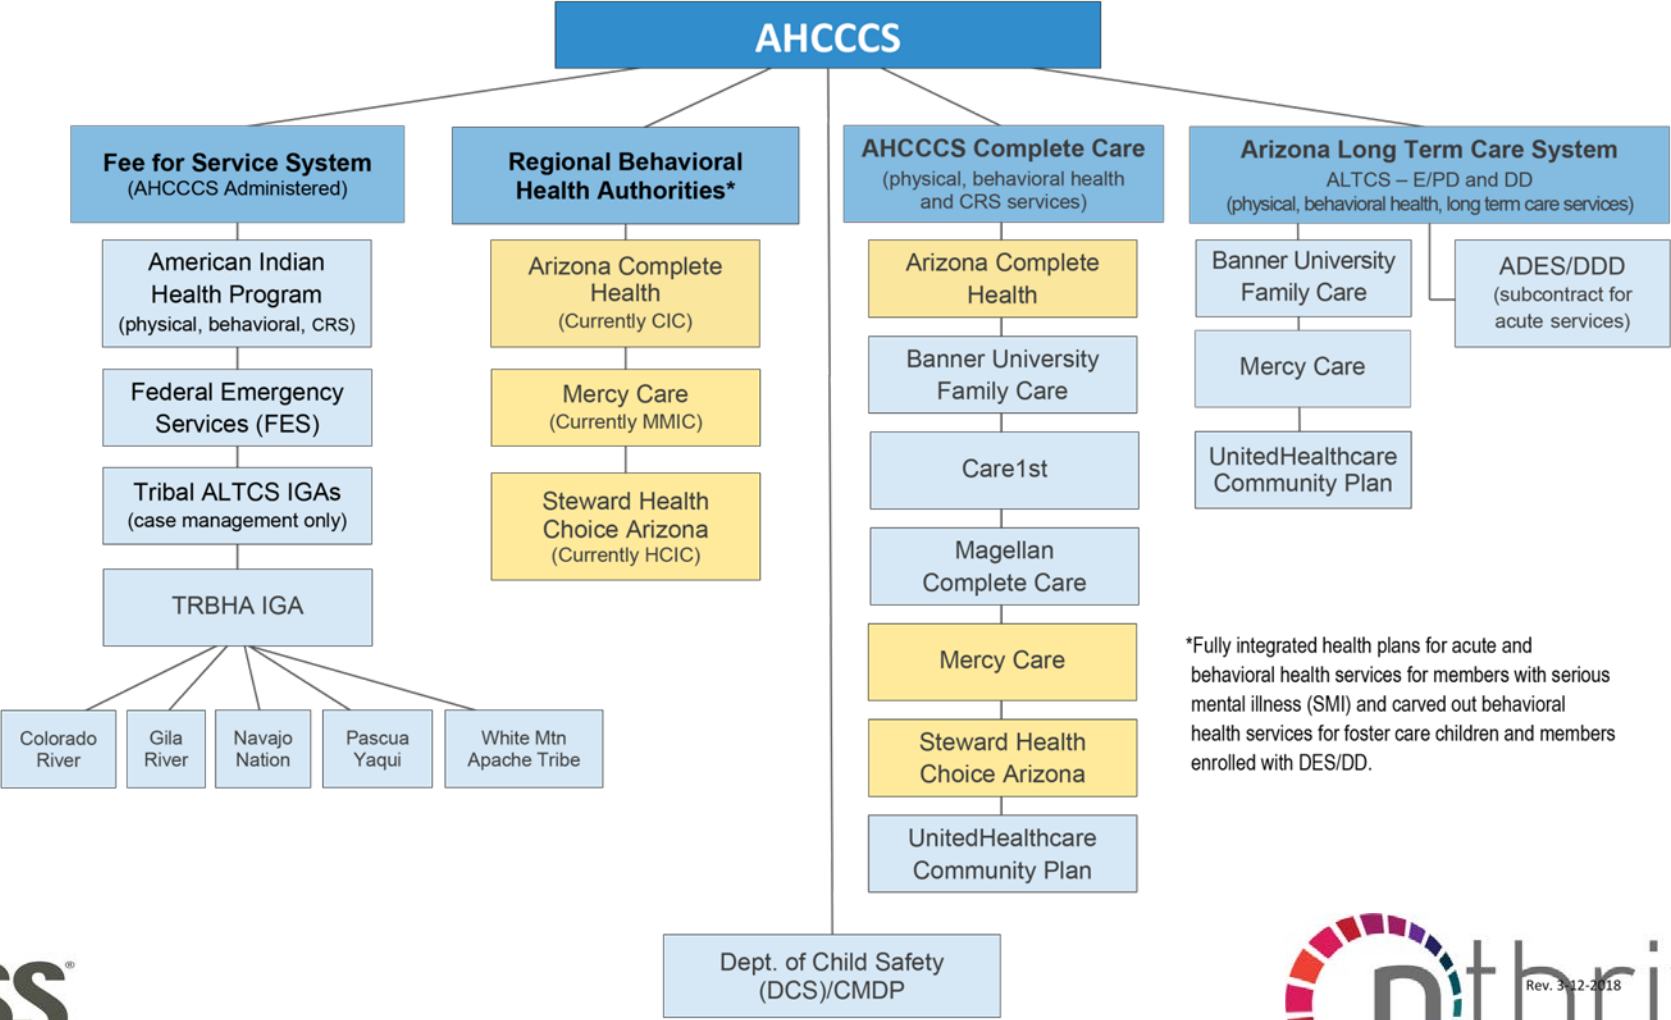 AHCCCS
Fee for Service System
(AHCCCS Administered)
American Indian
Health Program
(physical, behavioral, CRS)
Federal Emergency
Services (FES)
Tribal ALTCS IGAs
(case management only)
TRBHA IGA
Colorado
River
Gila
River
Navajo
Nation
Pascua
Yaqui
White Mtn
Apache Tribe
Regional Behavioral
Health Authorities*
Arizona Complete
Health
(Currently CIC)
Mercy Care
(Currently MMIC)
Steward Health
Choice Arizona
(Currently HCIC)
Dept. of Child Safety
(DCS)/CMDP
AHCCCS Complete Care
(physical, behavioral health
and CRS services)
Arizona Complete
Health
Banner University
Family Care
Care1st
Magellan
Complete Care
Mercy Care
Steward Health
Choice Arizona
UnitedHealthcare
Community Plan
Arizona Long Term Care System
ALTCS – E/PD and DD
(physical, behavioral health, long term care services)
Banner University
Family Care
Mercy Care
UnitedHealthcare
Community Plan
ADES/DDD
(subcontract for
acute services)
*Fully integrated health plans for acute and
behavioral health services for members with serious
mental illness (SMI) and carved out behavioral
health services for foster care children and members
enrolled with DES/DD.
Rev. 3-12-2018